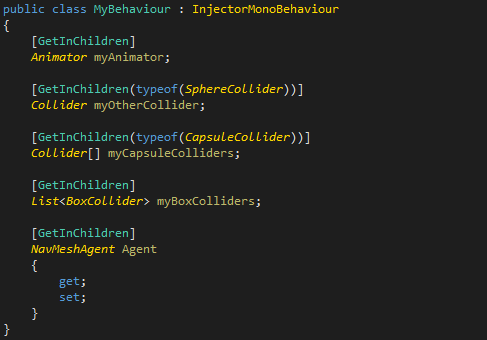 public class MyBehaviour : InjectorMonoBehaviour
{
    [GetInChildren]
    Animator myAnimator;

    [GetInChildren(typeof(SphereCollider))]
    Collider myOtherCollider;

    [GetInChildren(typeof(CapsuleCollider))]
    Collider[] myCapsuleColliders;

    [GetInChildren]
    List<BoxCollider> myBoxColliders;

    [GetInChildren]
    NavMeshAgent Agent
    {
        get;
        set;
    }
}